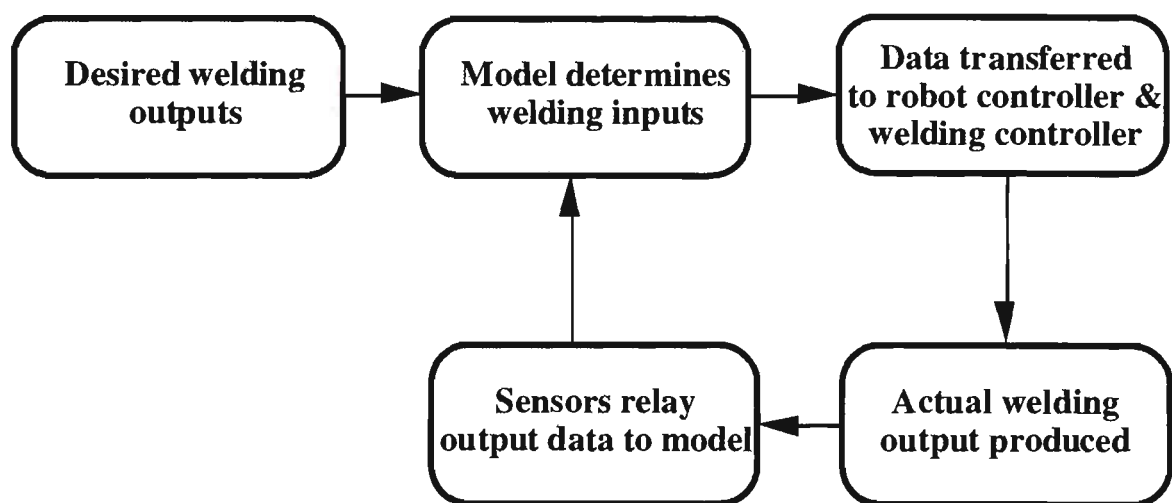 Desired welding
outputs
Model determines
welding inputs
Data transferred
to robot controller &
welding controller
Sensors relay
output data to model
Actual welding
output produced